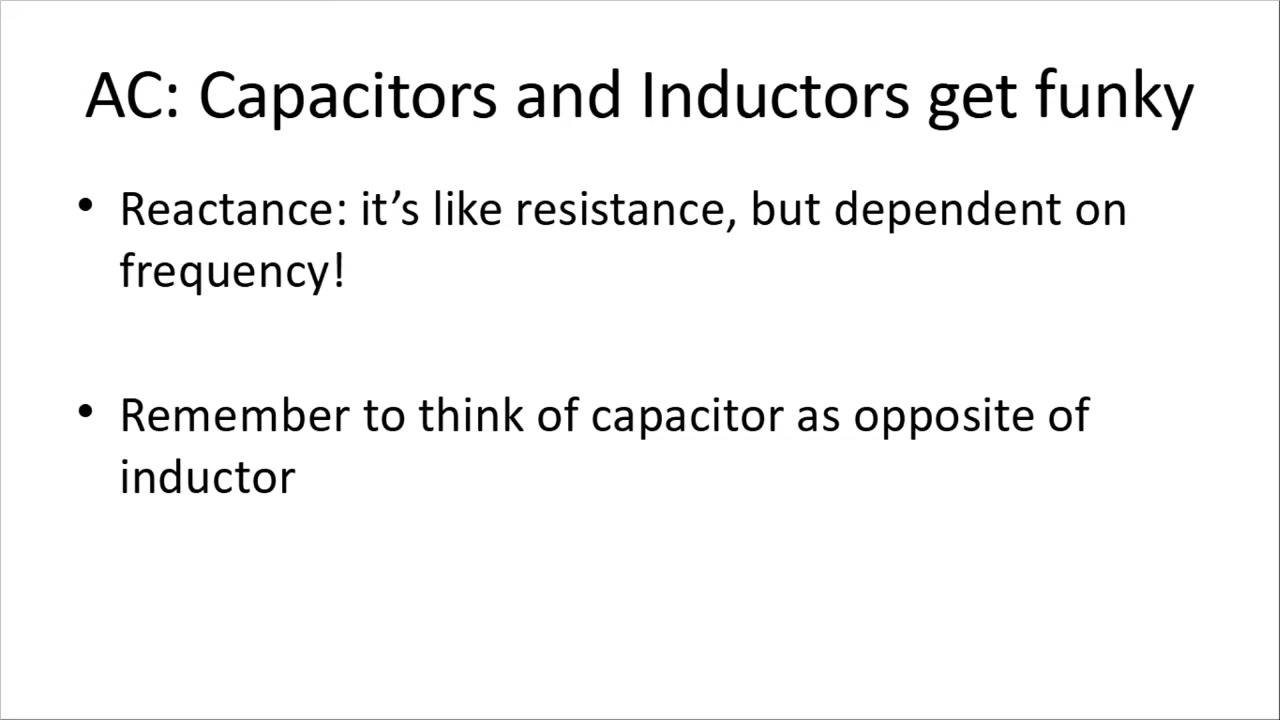 AC: Capacitors and Inductors get funky
• Reactance: it’s like resistance, but dependent on
frequency!
• Remember to think of capacitor as opposite of
inductor